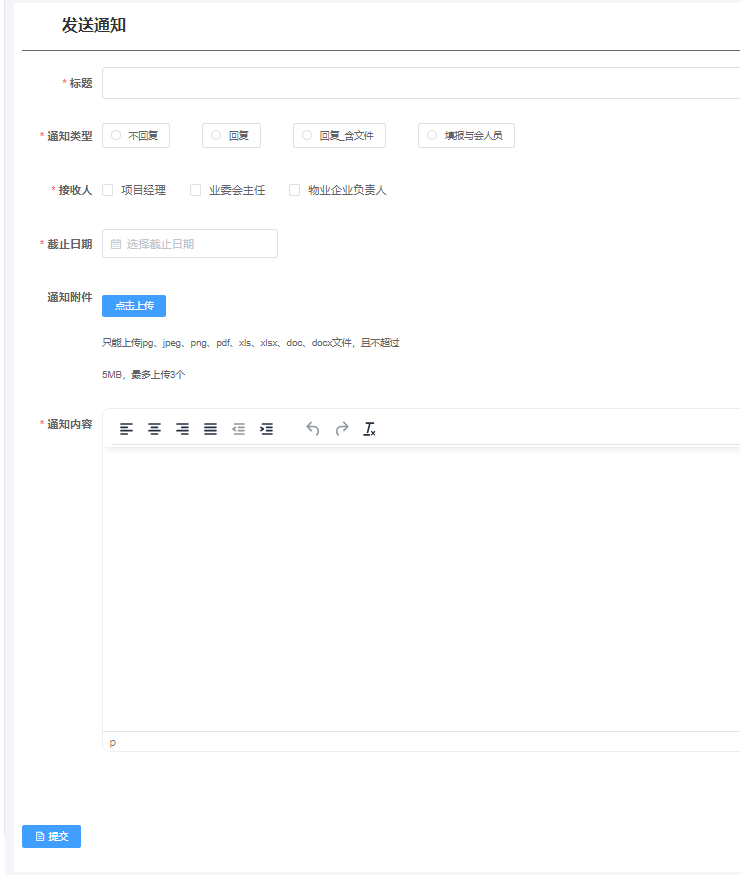 发送通知
* 标题
* 通知类型 不回复 回复 回复_含文件 填报与会人员
* 接收人 项目经理 业委会主任 物业企业负责人
* 截止日期 选择截止日期
通知附件 点击上传
只能上传jpg、jpeg、png、pdf、xls、xlsx、doc、docx文件，且不超过
5MB，最多上传3个
* 通知内容
p
提交